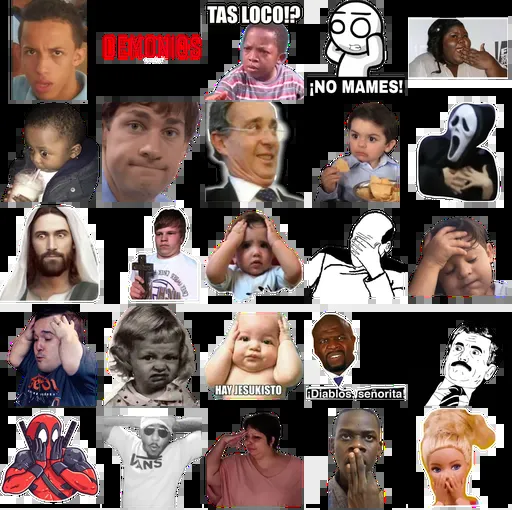 TAS LOCO!?
DEMONIOS
¡NO MAMES!
HAY JESUKISTO
¡Diablos, señorita!
VANS